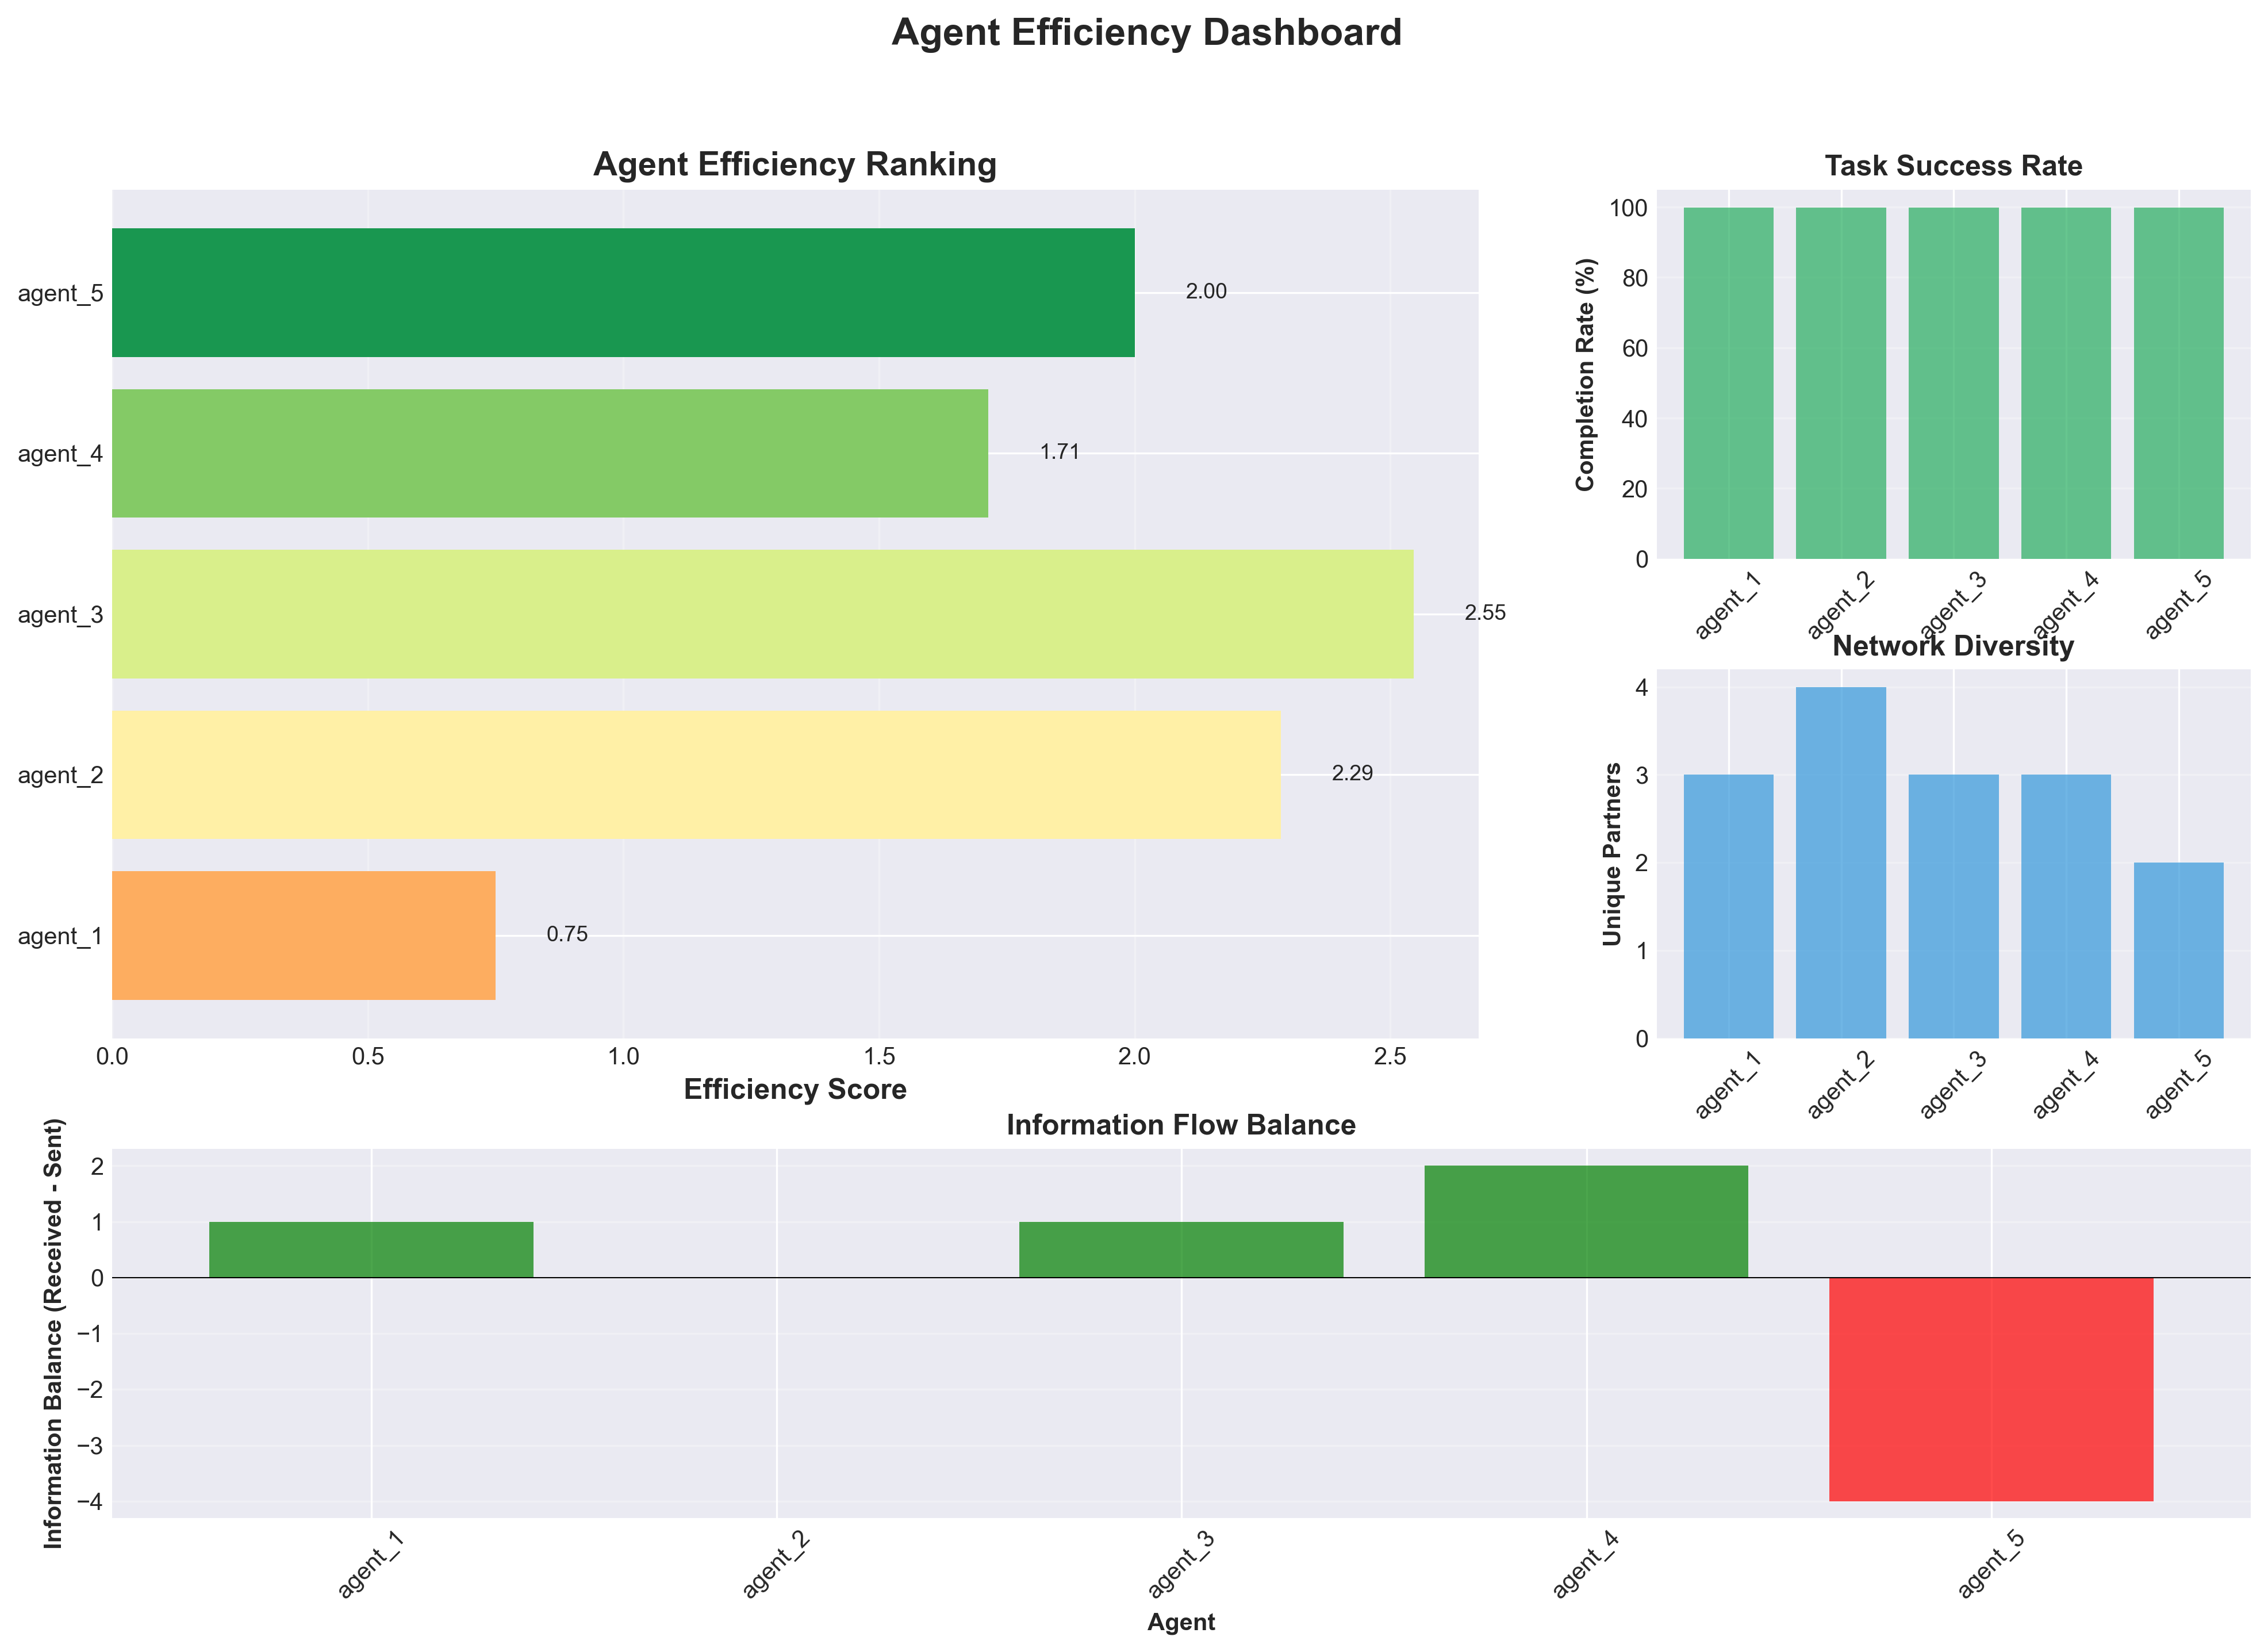 Agent Efficiency Dashboard
Agent Efficiency Ranking
agent_5
2.00
agent_4
1.71
agent_3
2.55
agent_2
2.29
agent_1
0.75
0.0 0.5 1.0 1.5 2.0 2.5
Efficiency Score
Task Success Rate
Completion Rate (%)
100
80
60
40
20
0
agent_1 agent_2 agent_3 agent_4 agent_5
Network Diversity
Unique Partners
4
3
2
1
0
agent_1 agent_2 agent_3 agent_4 agent_5
Information Flow Balance
Information Balance (Received - Sent)
2
1
0
−1
−2
−3
−4
agent_1 agent_2 agent_3 agent_4 agent_5
Agent